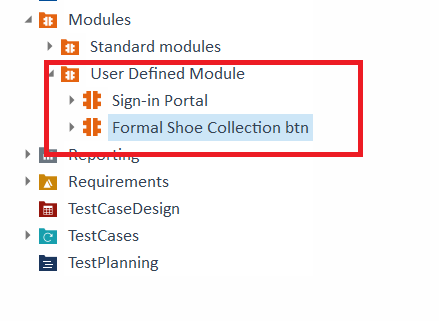 Modules
Standard modules
User Defined Module
Sign-in Portal
Formal Shoe Collection btn
Reporting
Requirements
TestCaseDesign
TestCases
TestPlanning